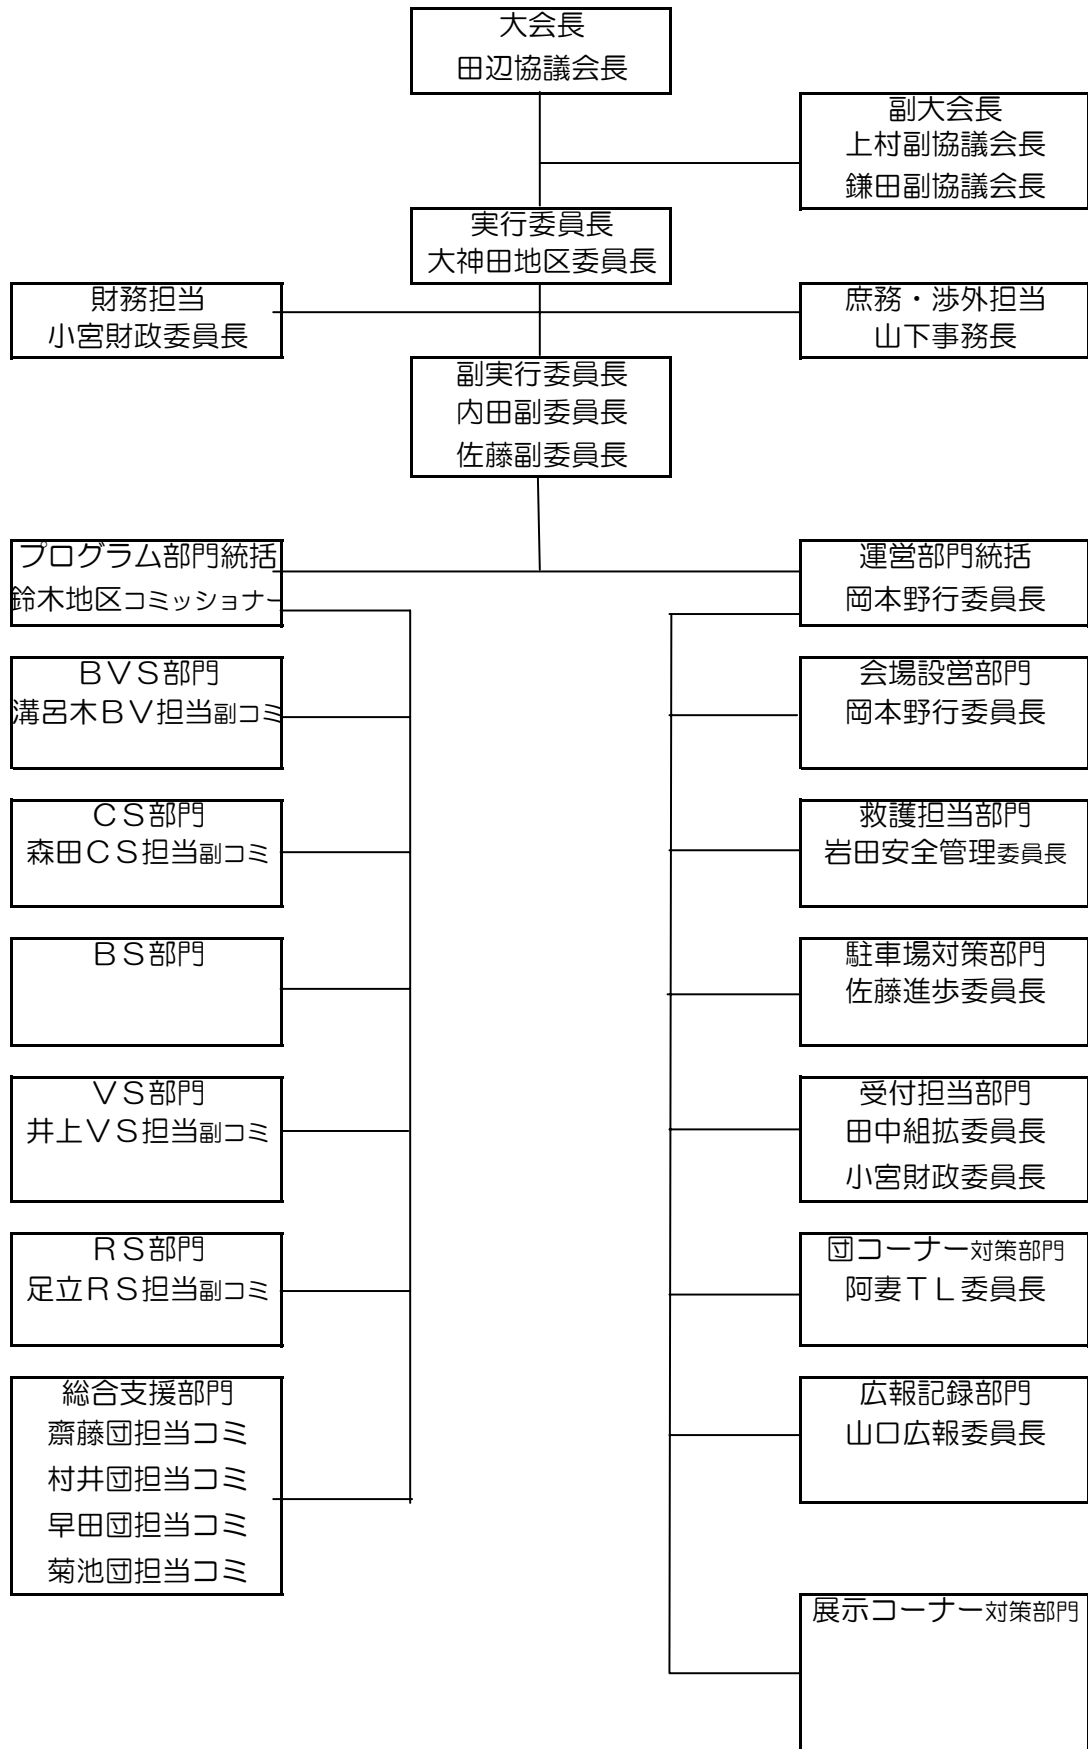 大会長
田辺協議会長
副大会長
上村副協議会長
鎌田副協議会長
実行委員長
大神田地区委員長
財務担当
小宮財政委員長
庶務・渉外担当
山下事務長
副実行委員長
内田副委員長
佐藤副委員長
プログラム部門統括
鈴木地区コミッショナー
運営部門統括
岡本野行委員長
BVS部門
溝呂木BV担当副コミ
会場設営部門
岡本野行委員長
CS部門
森田CS担当副コミ
救護担当部門
岩田安全管理委員長
BS部門
駐車場対策部門
佐藤進歩委員長
VS部門
井上VS担当副コミ
受付担当部門
田中組拡委員長
小宮財政委員長
RS部門
足立RS担当副コミ
団コーナー対策部門
阿妻TL委員長
総合支援部門
齋藤団担当コミ
村井団担当コミ
早田団担当コミ
菊池団担当コミ
広報記録部門
山口広報委員長
展示コーナー対策部門